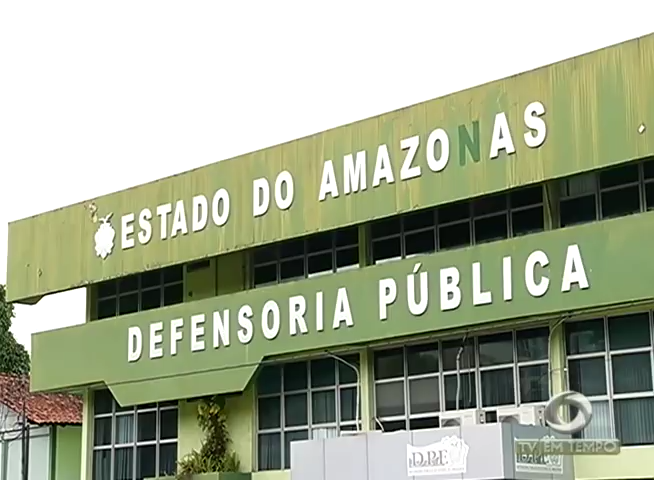 ESTADO DO AMAZONAS
DEFENSORIA PÚBLICA
DPE
TV EM TEMPO